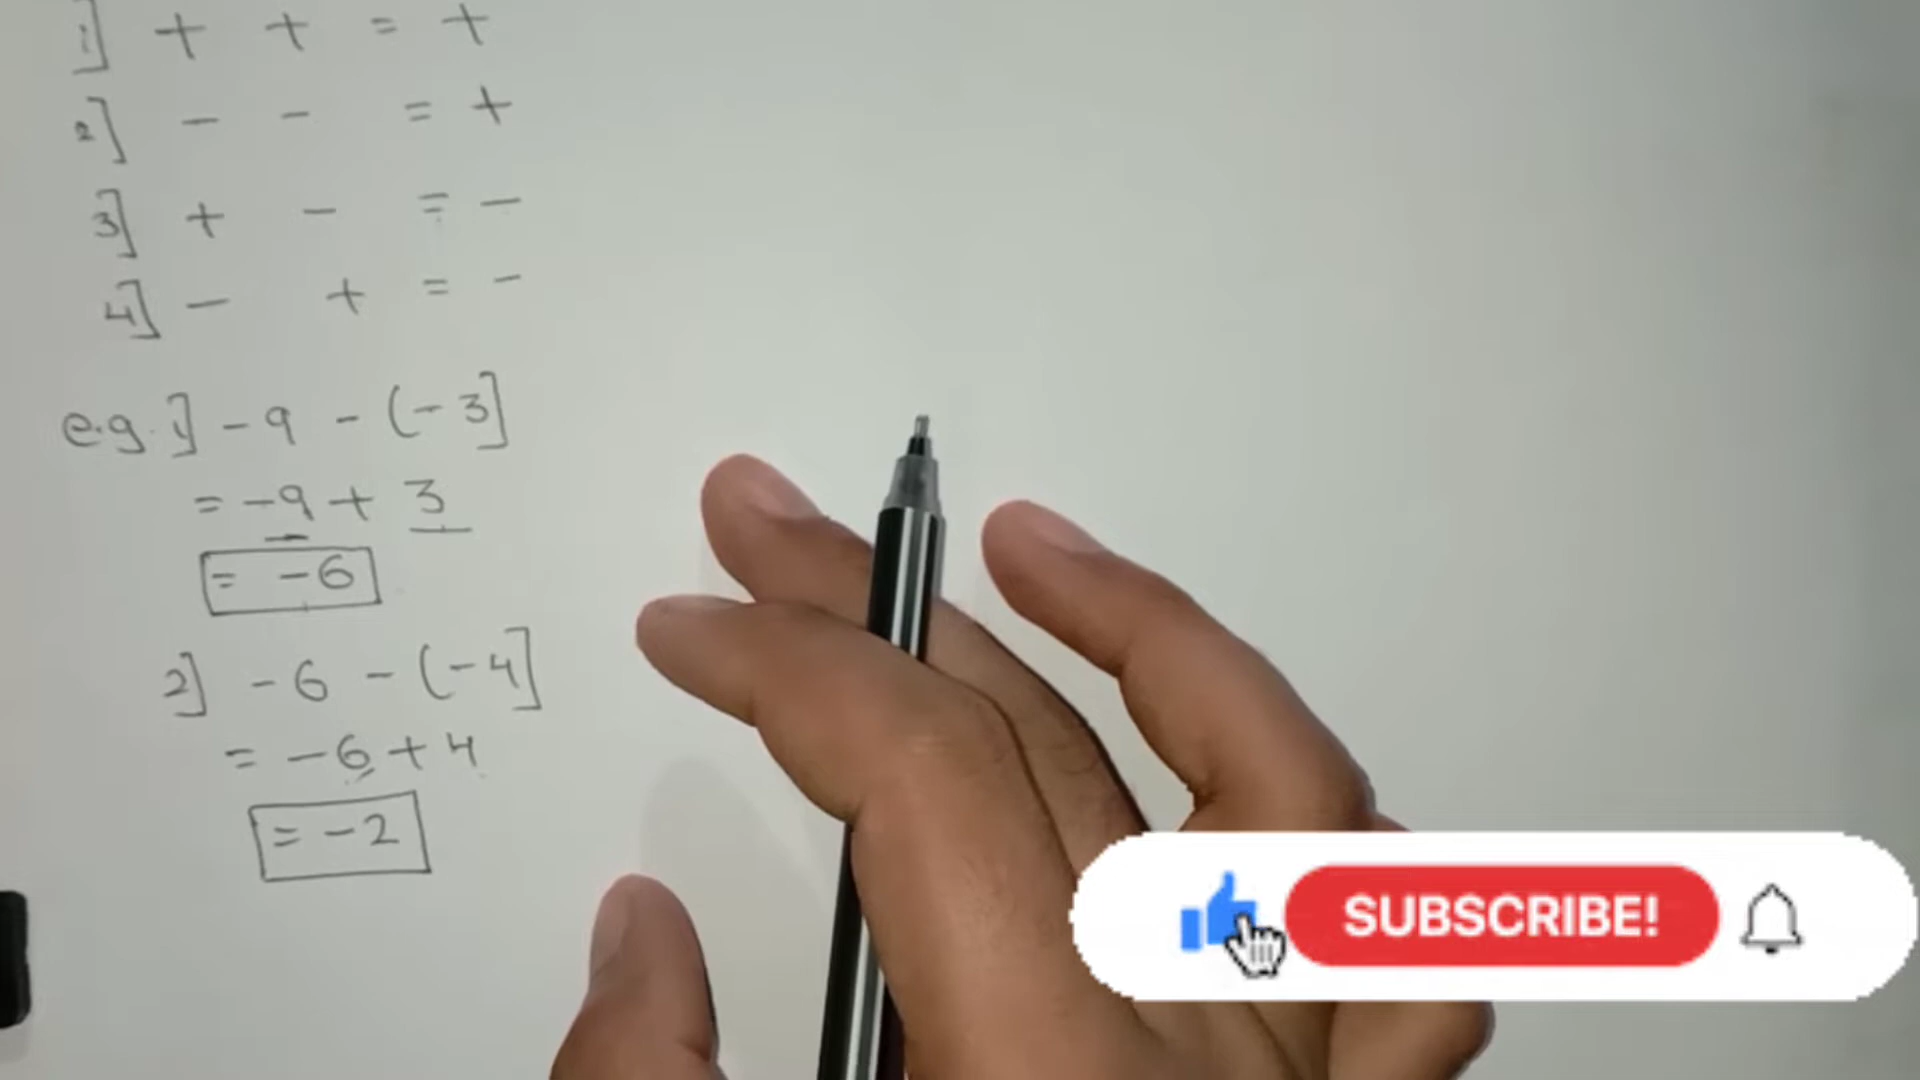 1] + + = +
2] - - = +
3] + - = -
4] - + = -
e.g. 1] -9 - (-3]
= -9 + 3
= -6
2] -6 - (-4]
= -6 + 4
= -2
SUBSCRIBE!